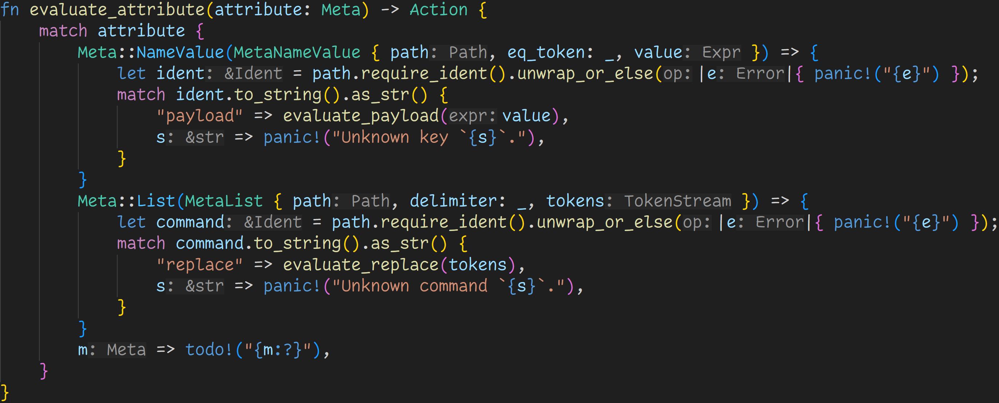 fn evaluate_attribute(attribute: Meta) -> Action {
    match attribute {
        Meta::NameValue(MetaNameValue { path: Path, eq_token: _, value: Expr }) => {
            let ident: &Ident = path.require_ident().unwrap_or_else(op: |e: Error|{ panic!("{e}") });
            match ident.to_string().as_str() {
                "payload" => evaluate_payload(expr: value),
                s: &str => panic!("Unknown key `{s}`."),
            }
        }
        Meta::List(MetaList { path: Path, delimiter: _, tokens: TokenStream }) => {
            let command: &Ident = path.require_ident().unwrap_or_else(op: |e: Error|{ panic!("{e}") });
            match command.to_string().as_str() {
                "replace" => evaluate_replace(tokens),
                s: &str => panic!("Unknown command `{s}`."),
            }
        }
        m: Meta => todo!("{m:?}"),
    }
}